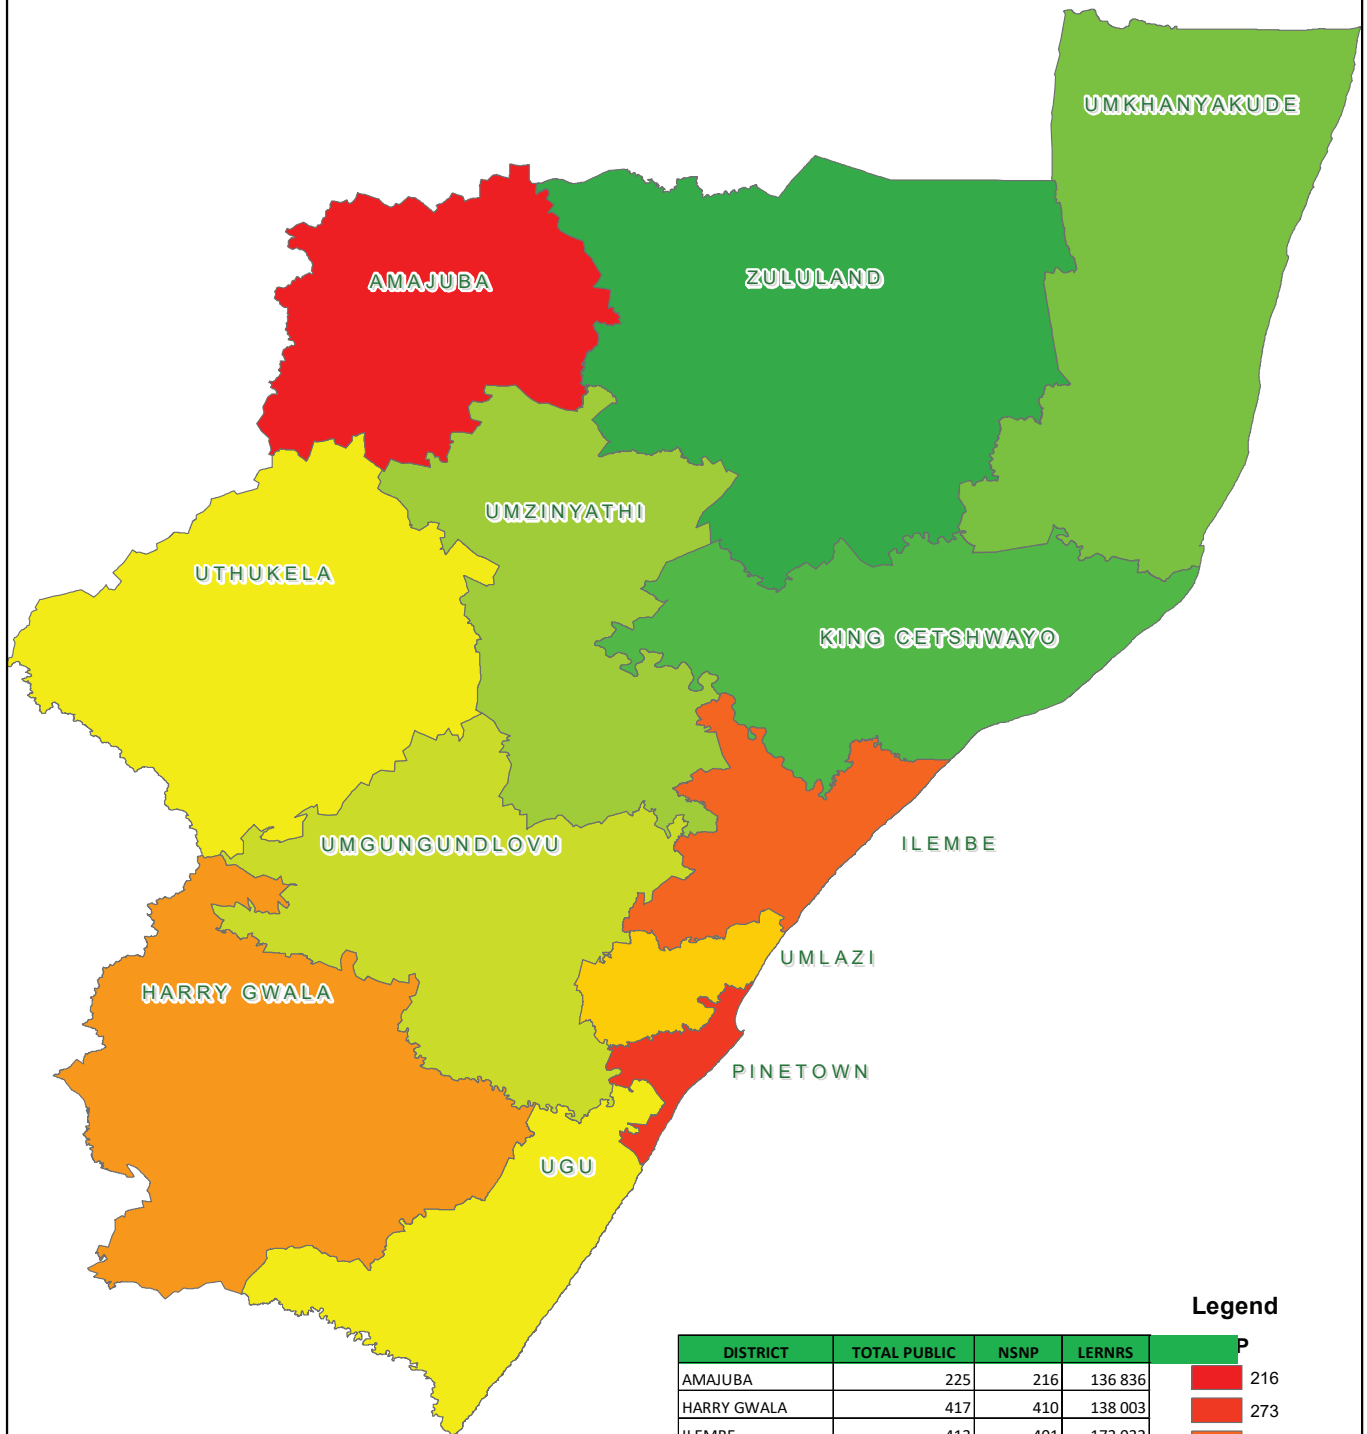 UMKHANYAKUDE
AMAJUBA
ZULULAND
UMZINYATHI
UTHUKELA
KING CETSHWAYO
UMGUNGUNDLOVU
ILEMBE
UMLAZI
HARRY GWALA
PINETOWN
UGU
Legend
P
DISTRICT TOTAL PUBLIC NSNP LERNRS
AMAJUBA 225 216 136 836
HARRY GWALA 417 410 138 003
216
273